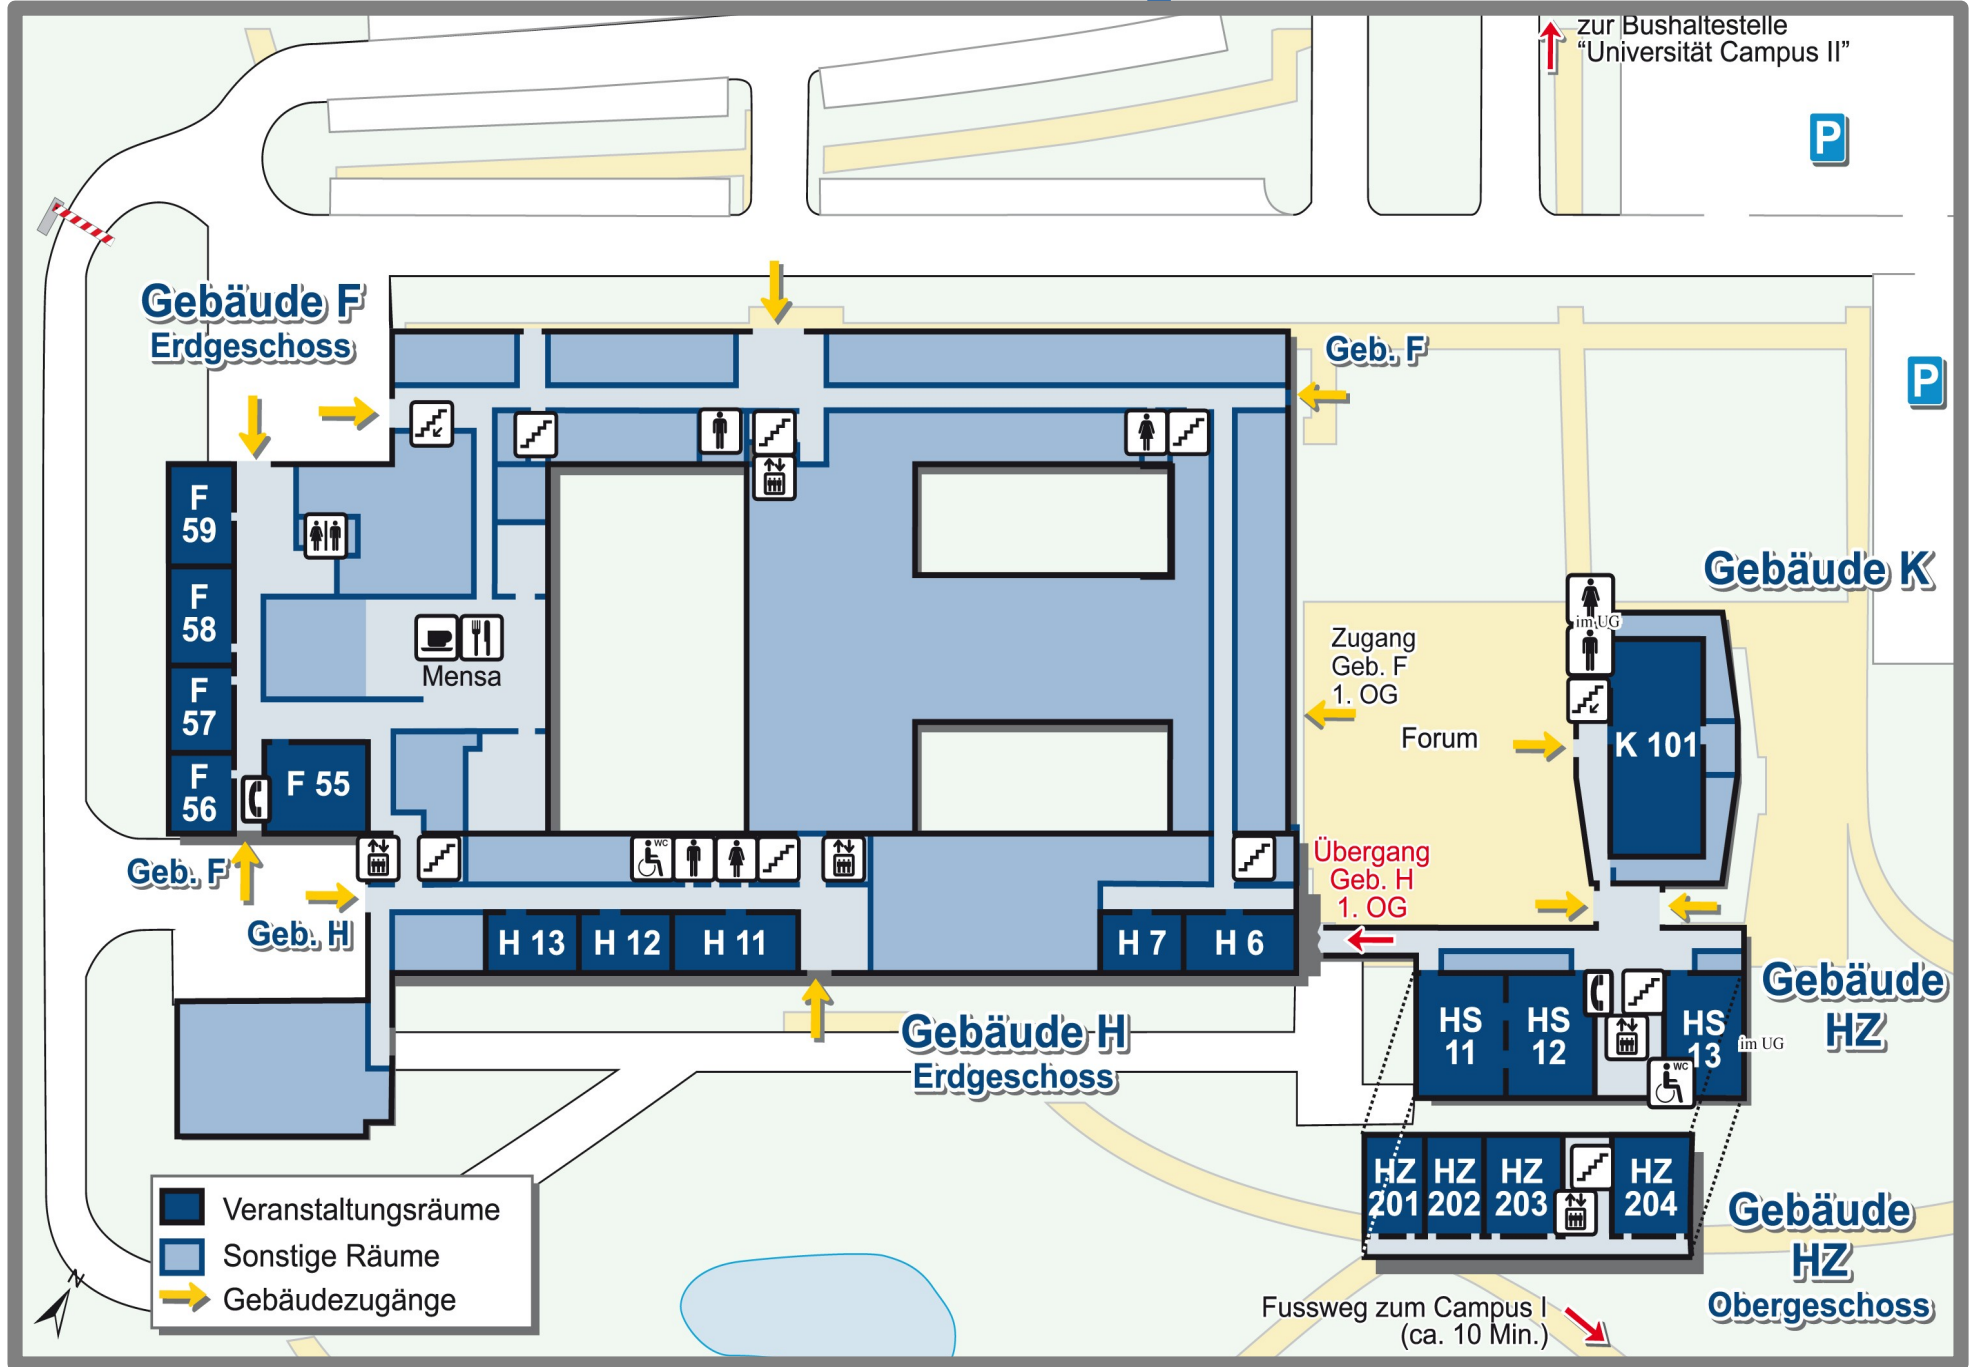 zur Bushaltestelle
“Universität Campus II”
P
Gebäude F
Erdgeschoss
Geb. F
P
F
59
F
58
F
57
F
56
F 55
Mensa
Gebäude K
im UG
Zugang
Geb. F
1. OG
Forum
K 101
Geb. F
Geb. H
WC
Übergang
Geb. H
1. OG
H 13
H 12
H 11
H 7
H 6
Gebäude
HZ
HS
11
HS
12
HS
13
im UG
WC
Gebäude H
Erdgeschoss
HZ
201
HZ
202
HZ
203
HZ
204
Gebäude
HZ
Obergeschoss
Veranstaltungsräume
Sonstige Räume
Gebäudezugänge
N
Fussweg zum Campus I
(ca. 10 Min.)